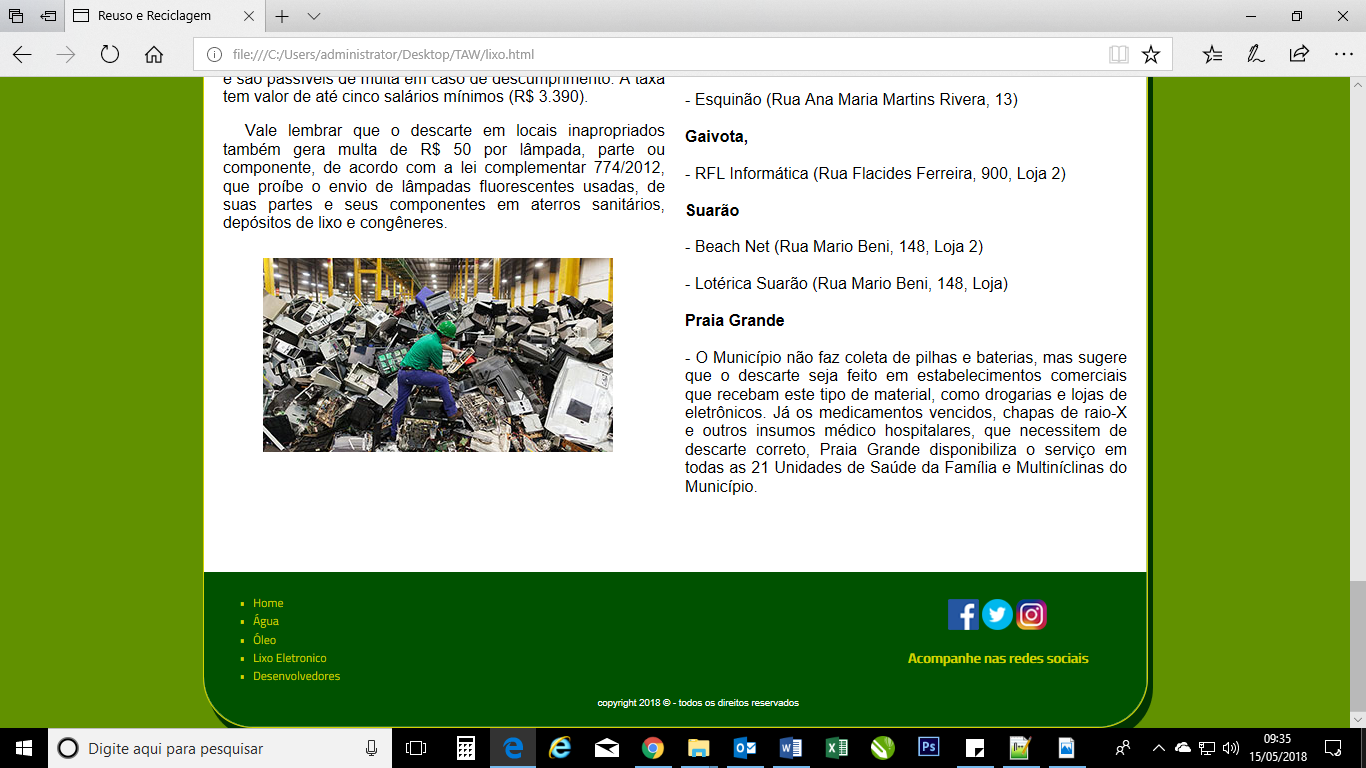 Reuso e Reciclagem
file:///C:/Users/administrator/Desktop/TAW/lixo.html
e são passíveis de multa em caso de descumprimento. A taxa
tem valor de até cinco salários mínimos (R$ 3.390).
Vale lembrar que o descarte em locais inapropriados
também gera multa de R$ 50 por lâmpada, parte ou
componente, de acordo com a lei complementar 774/2012,
que proíbe o envio de lâmpadas fluorescentes usadas, de
suas partes e seus componentes em aterros sanitários,
depósitos de lixo e congêneres.
- Esquinão (Rua Ana Maria Martins Rivera, 13)
Gaivota,
- RFL Informática (Rua Flacides Ferreira, 900, Loja 2)
Suarão
- Beach Net (Rua Mario Beni, 148, Loja 2)
- Lotérica Suarão (Rua Mario Beni, 148, Loja)
Praia Grande
- O Município não faz coleta de pilhas e baterias, mas sugere
que o descarte seja feito em estabelecimentos comerciais
que recebam este tipo de material, como drogarias e lojas de
eletrônicos. Já os medicamentos vencidos, chapas de raio-X
e outros insumos médico hospitalares, que necessitem de
descarte correto, Praia Grande disponibiliza o serviço em
todas as 21 Unidades de Saúde da Família e Multiníclinas do
Município.
Home
Água
Óleo
Lixo Eletronico
Desenvolvedores
Acompanhe nas redes sociais
copyright 2018 © - todos os direitos reservados
Digite aqui para pesquisar
09:35
15/05/2018